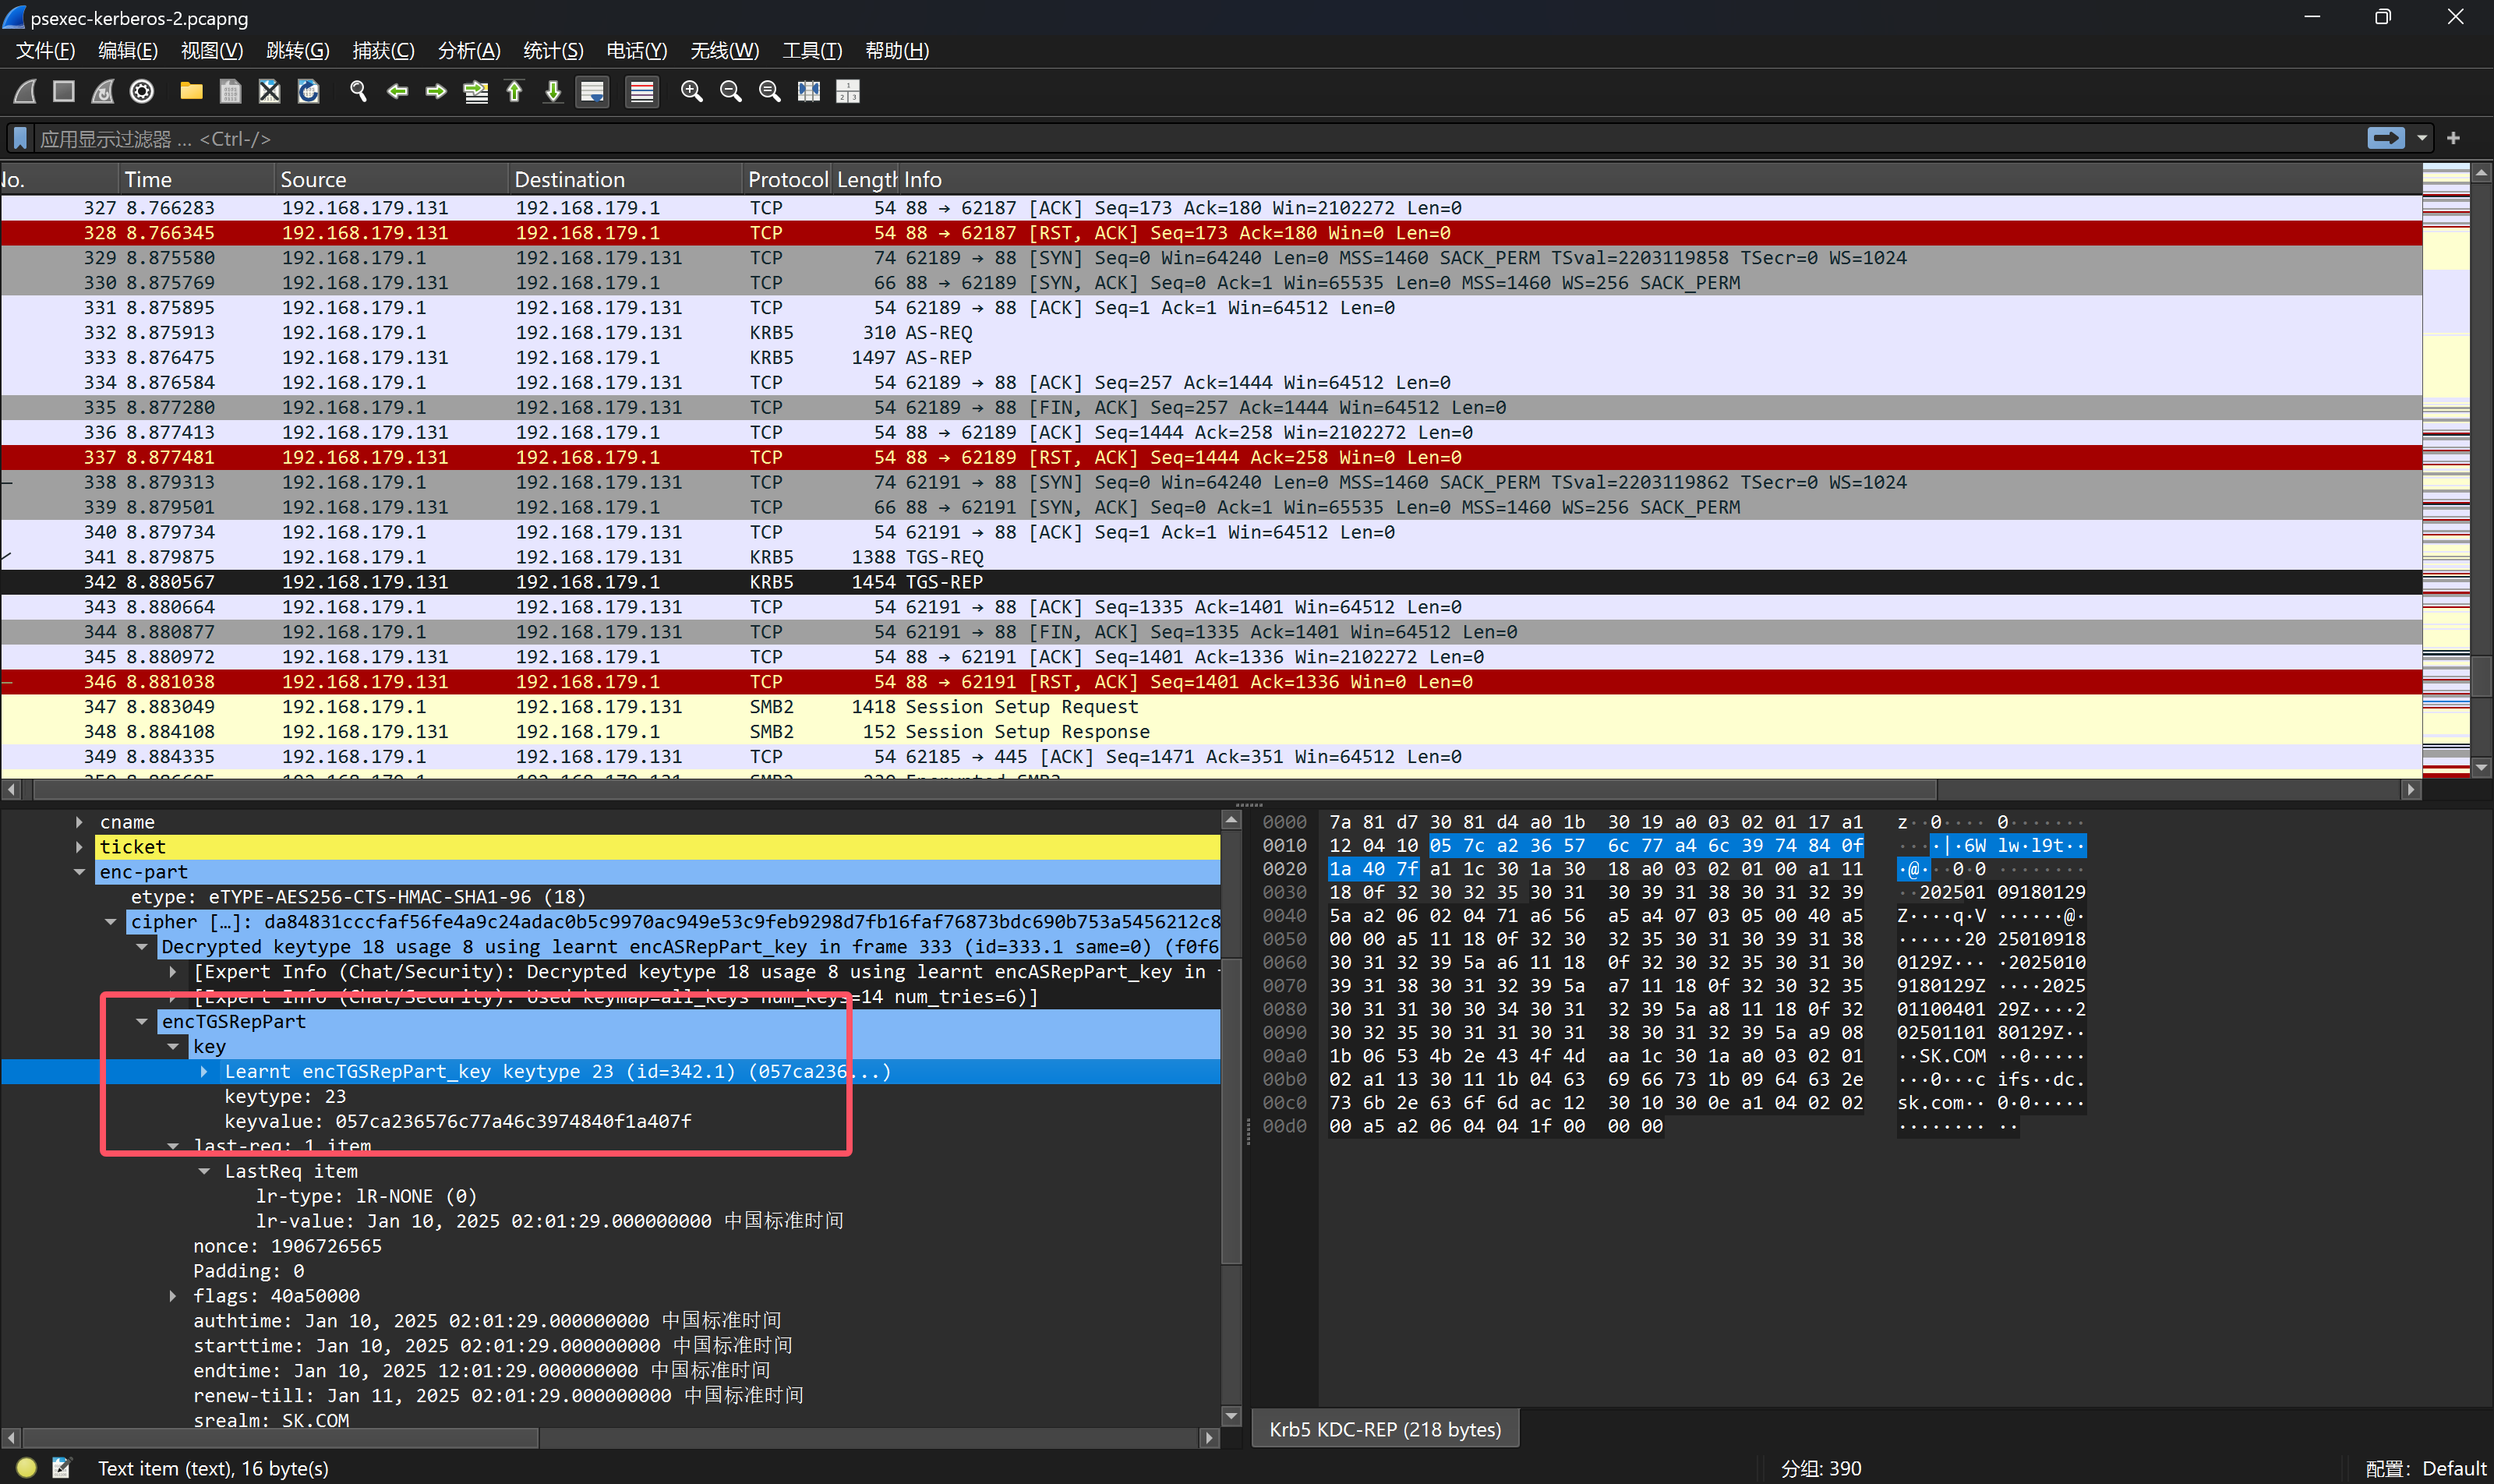 psexec-kerberos-2.pcapng
文件(F) 编辑(E) 视图(V) 跳转(G) 捕获(C) 分析(A) 统计(S) 电话(Y) 无线(W) 工具(T) 帮助(H)
应用显示过滤器 … <Ctrl-/>
No. Time Source Destination Protocol Length Info
327 8.766283 192.168.179.131 192.168.179.1 TCP 54 88 → 62187 [ACK] Seq=173 Ack=180 Win=2102272 Len=0
328 8.766345 192.168.179.131 192.168.179.1 TCP 54 88 → 62187 [RST, ACK] Seq=173 Ack=180 Win=0 Len=0
329 8.875580 192.168.179.1 192.168.179.131 TCP 74 62189 → 88 [SYN] Seq=0 Win=64240 Len=0 MSS=1460 SACK_PERM TSval=2203119858 TSecr=0 WS=1024
330 8.875769 192.168.179.131 192.168.179.1 TCP 66 88 → 62189 [SYN, ACK] Seq=0 Ack=1 Win=65535 Len=0 MSS=1460 WS=256 SACK_PERM
331 8.875895 192.168.179.1 192.168.179.131 TCP 54 62189 → 88 [ACK] Seq=1 Ack=1 Win=64512 Len=0
332 8.875913 192.168.179.1 192.168.179.131 KRB5 310 AS-REQ
333 8.876475 192.168.179.131 192.168.179.1 KRB5 1497 AS-REP
334 8.876584 192.168.179.1 192.168.179.131 TCP 54 62189 → 88 [ACK] Seq=257 Ack=1444 Win=64512 Len=0
335 8.877280 192.168.179.1 192.168.179.131 TCP 54 62189 → 88 [FIN, ACK] Seq=257 Ack=1444 Win=64512 Len=0
336 8.877413 192.168.179.131 192.168.179.1 TCP 54 88 → 62189 [ACK] Seq=1444 Ack=258 Win=2102272 Len=0
337 8.877481 192.168.179.131 192.168.179.1 TCP 54 88 → 62189 [RST, ACK] Seq=1444 Ack=258 Win=0 Len=0
338 8.879313 192.168.179.1 192.168.179.131 TCP 74 62191 → 88 [SYN] Seq=0 Win=64240 Len=0 MSS=1460 SACK_PERM TSval=2203119862 TSecr=0 WS=1024
339 8.879501 192.168.179.131 192.168.179.1 TCP 66 88 → 62191 [SYN, ACK] Seq=0 Ack=1 Win=65535 Len=0 MSS=1460 WS=256 SACK_PERM
340 8.879734 192.168.179.1 192.168.179.131 TCP 54 62191 → 88 [ACK] Seq=1 Ack=1 Win=64512 Len=0
341 8.879875 192.168.179.1 192.168.179.131 KRB5 1388 TGS-REQ
342 8.880567 192.168.179.131 192.168.179.1 KRB5 1454 TGS-REP
343 8.880664 192.168.179.1 192.168.179.131 TCP 54 62191 → 88 [ACK] Seq=1335 Ack=1401 Win=64512 Len=0
344 8.880877 192.168.179.1 192.168.179.131 TCP 54 62191 → 88 [FIN, ACK] Seq=1335 Ack=1401 Win=64512 Len=0
345 8.880972 192.168.179.131 192.168.179.1 TCP 54 88 → 62191 [ACK] Seq=1401 Ack=1336 Win=2102272 Len=0
346 8.881038 192.168.179.131 192.168.179.1 TCP 54 88 → 62191 [RST, ACK] Seq=1401 Ack=1336 Win=0 Len=0
347 8.883049 192.168.179.1 192.168.179.131 SMB2 1418 Session Setup Request
348 8.884108 192.168.179.131 192.168.179.1 SMB2 152 Session Setup Response
349 8.884335 192.168.179.1 192.168.179.131 TCP 54 62185 → 445 [ACK] Seq=1471 Ack=351 Win=64512 Len=0
cname
ticket
enc-part
etype: eTYPE-AES256-CTS-HMAC-SHA1-96 (18)
cipher […]: da84831cccfaf56fe4a9c24adac0b5c9970ac949e53c9feb9298d7fb16faf76873bdc690b753a5456212c8
Decrypted keytype 18 usage 8 using learnt encASRepPart_key in frame 333 (id=333.1 same=0) (f0f6
[Expert Info (Chat/Security): Decrypted keytype 18 usage 8 using learnt encASRepPart_key in
[Expert Info (Chat/Security): Used keymap=all_keys num_keys=14 num_tries=6)]
encTGSRepPart
key
Learnt encTGSRepPart_key keytype 23 (id=342.1) (057ca236...)
keytype: 23
keyvalue: 057ca236576c77a46c3974840f1a407f
last-req: 1 item
LastReq item
lr-type: lR-NONE (0)
lr-value: Jan 10, 2025 02:01:29.000000000 中国标准时间
nonce: 1906726565
Padding: 0
flags: 40a50000
authtime: Jan 10, 2025 02:01:29.000000000 中国标准时间
starttime: Jan 10, 2025 02:01:29.000000000 中国标准时间
endtime: Jan 10, 2025 12:01:29.000000000 中国标准时间
renew-till: Jan 11, 2025 02:01:29.000000000 中国标准时间
srealm: SK.COM
0000 7a 81 d7 30 81 d4 a0 1b 30 19 a0 03 02 01 17 a1 z··0···· 0·······
0010 12 04 10 05 7c a2 36 57 6c 77 a4 6c 39 74 84 0f ····|·6W lw·l9t··
0020 1a 40 7f a1 1c 30 1a 30 18 a0 03 02 01 00 a1 11 ·@···0·0 ········
0030 18 0f 32 30 32 35 30 31 30 39 31 38 30 31 32 39 ··202501 09180129
0040 5a a2 06 02 04 71 a6 56 a5 a4 07 03 05 00 40 a5 Z····q·V ······@·
0050 00 00 a5 11 18 0f 32 30 32 35 30 31 30 39 31 38 ······20 25010918
0060 30 31 32 39 5a a6 11 18 0f 32 30 32 35 30 31 30 0129Z··· ·2025010
0070 39 31 38 30 31 32 39 5a a7 11 18 0f 32 30 32 35 9180129Z ····2025
0080 30 31 31 30 30 34 30 31 32 39 5a a8 11 18 0f 32 01100401 29Z····2
0090 30 32 35 30 31 31 30 31 38 30 31 32 39 5a a9 08 02501101 80129Z··
00a0 1b 06 53 4b 2e 43 4f 4d aa 1c 30 1a a0 03 02 01 ··SK.COM ··0·····
00b0 02 a1 13 30 11 1b 04 63 69 66 73 1b 09 64 63 2e ···0···c ifs··dc.
00c0 73 6b 2e 63 6f 6d ac 12 30 10 30 0e a1 04 02 02 sk.com·· 0·0·····
00d0 00 a5 a2 06 04 04 1f 00 00 00 ········ ··
Krb5 KDC-REP (218 bytes)
Text item (text), 16 byte(s) 分组: 390 配置: Default